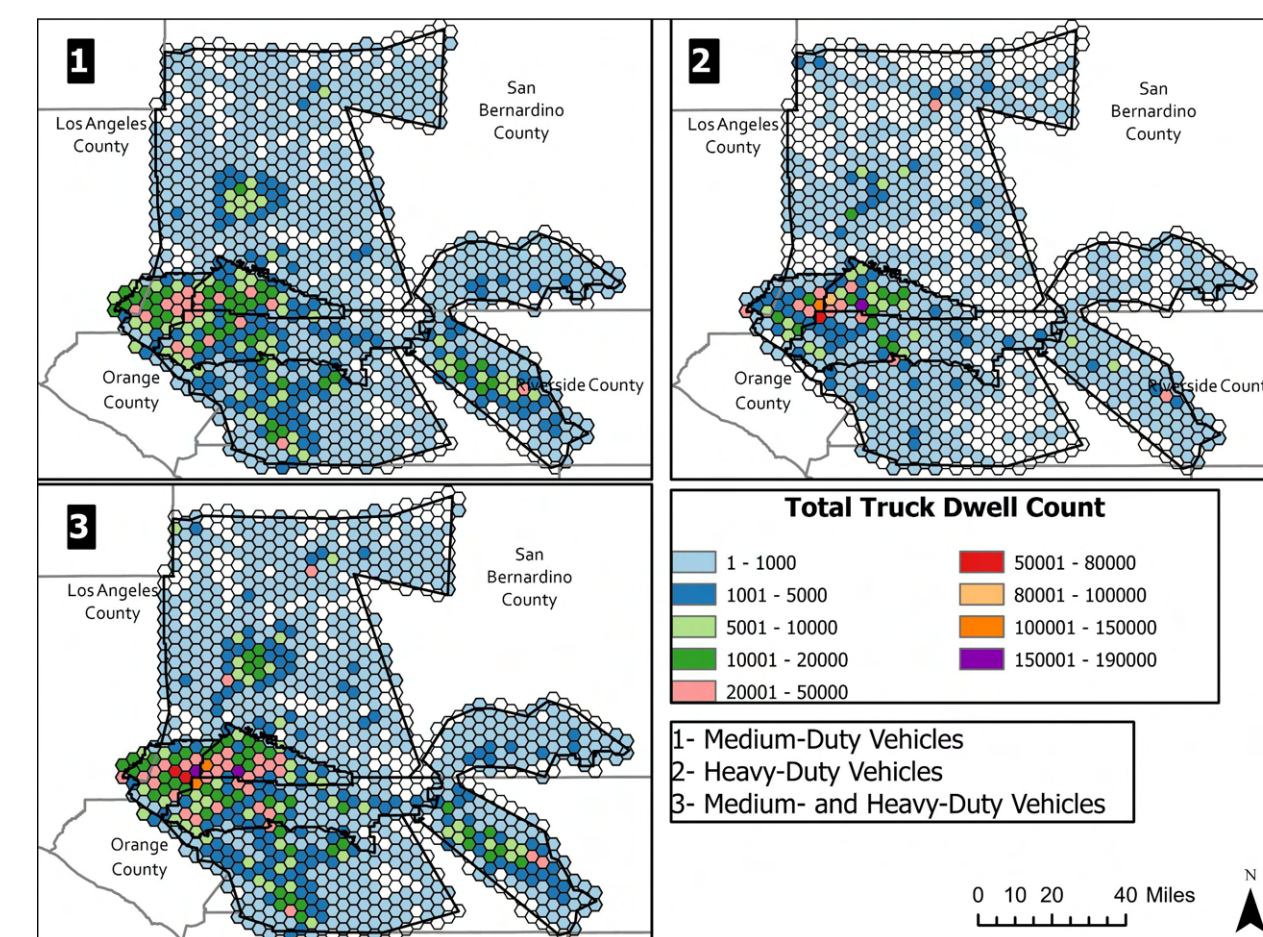 1
San
Bernardino
County
Los Angeles
County
Orange
County
Riverside County
2
San
Bernardino
County
Los Angeles
County
Orange
County
Riverside Count
3
San
Bernardino
County
Los Angeles
County
Orange
County
Total Truck Dwell Count
1 - 1000
1001 - 5000
5001 - 10000
10001 - 20000
20001 - 50000
50001 - 80000
80001 - 100000
100001 - 150000
150001 - 190000
1- Medium-Duty Vehicles
2- Heavy-Duty Vehicles
3- Medium- and Heavy-Duty Vehicles
0 10 20 40 Miles
N